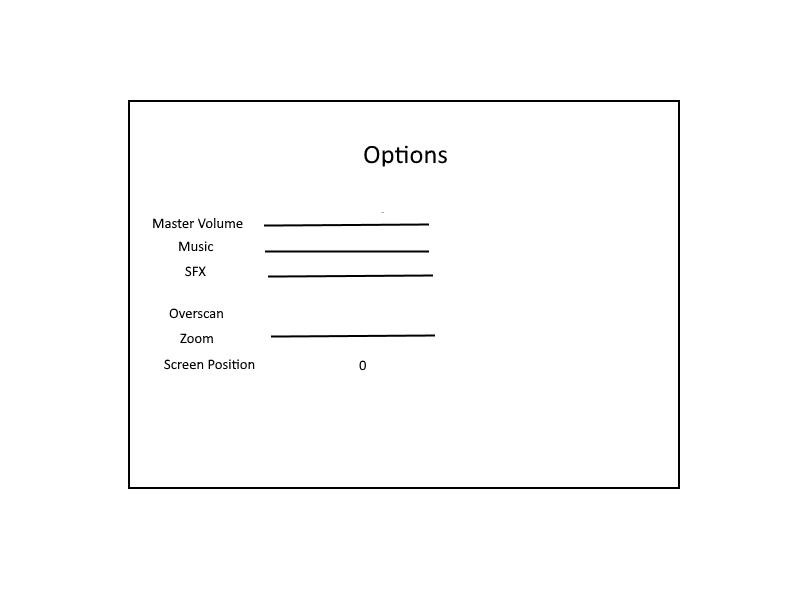 Options
Master Volume
Music
SFX
Overscan
Zoom
Screen Position 0